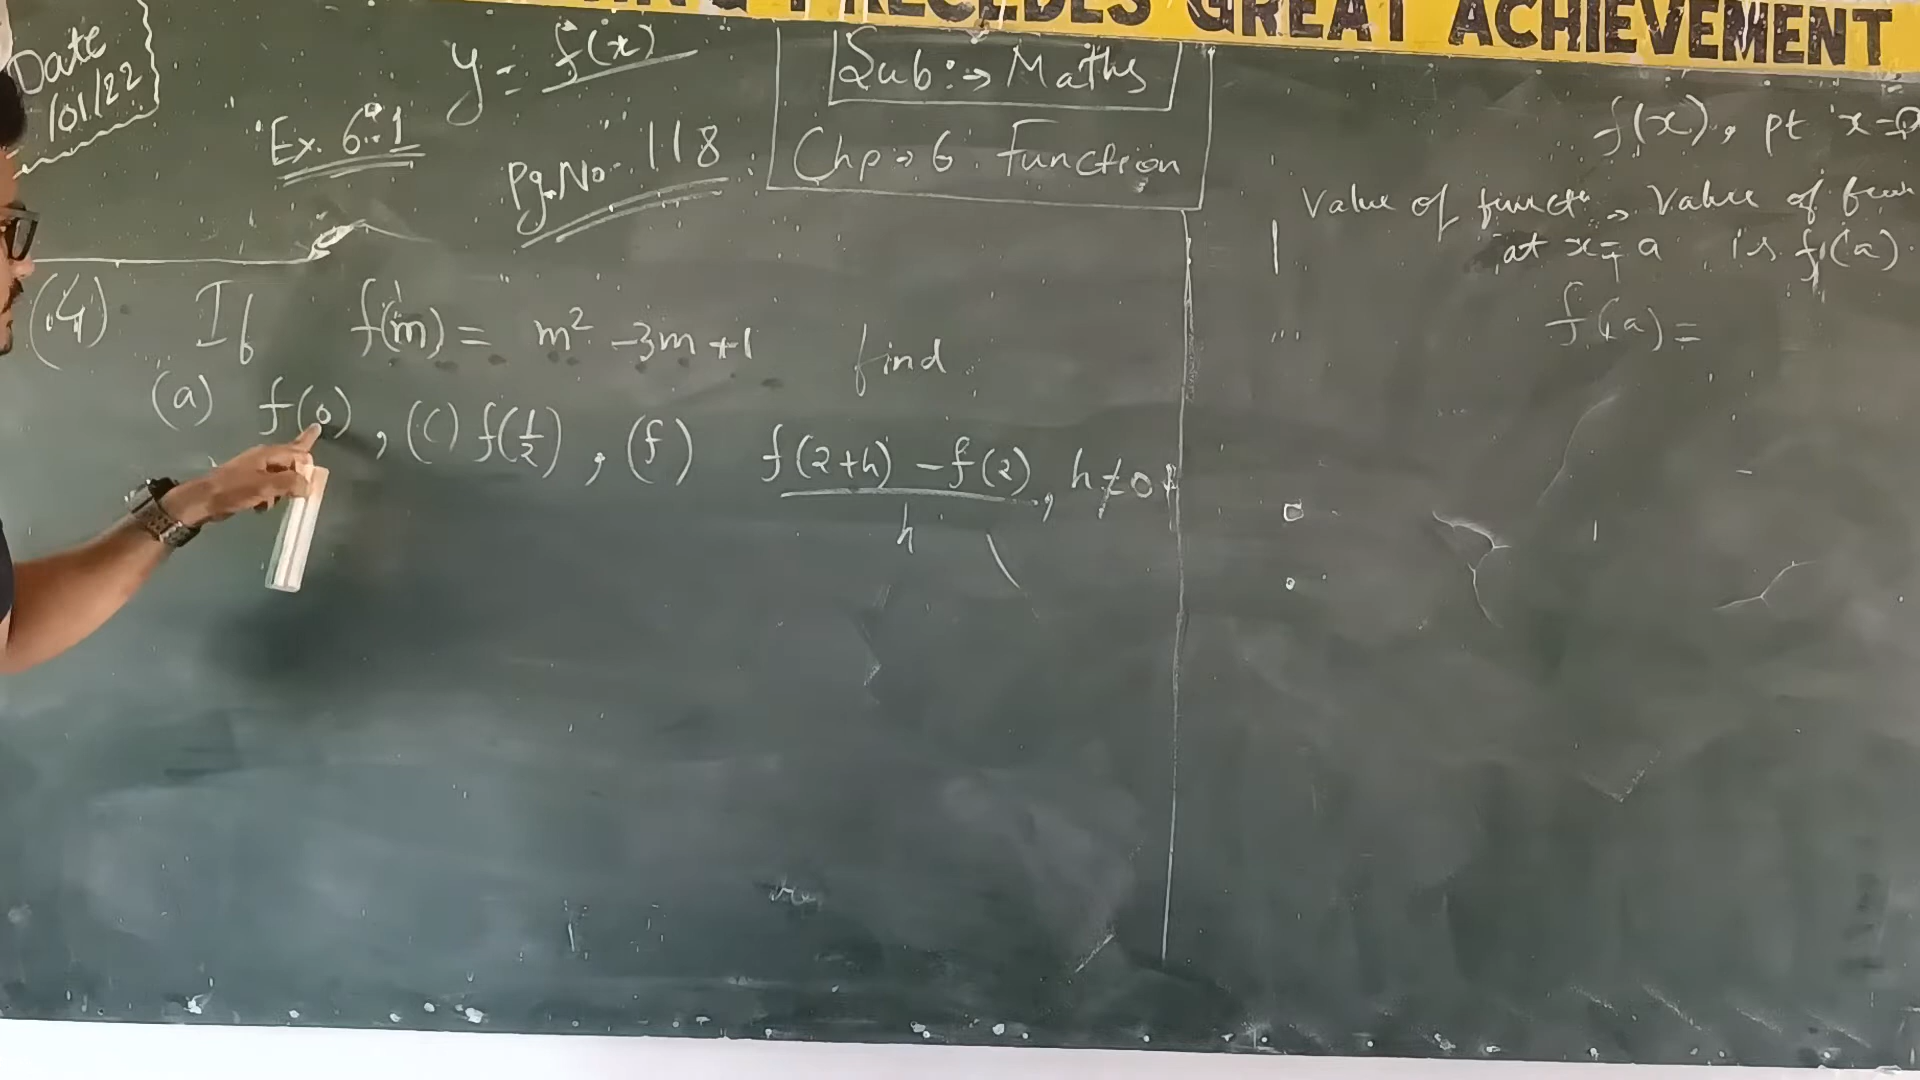 PRECEDES GREAT ACHIEVEMENT
Date
/01/22
y = f(x)
Ex. 6.1
Pg.No. 118
Sub:→ Maths
Chp→6. Function
(4) If f(m) = m² -3m +1 find
(a) f(0), (c) f(1/2), (f) f(2+h) - f(2) / h, h≠0
f(x), pt x=a
Value of funct → Value of
at x=a is f(a)
f(a) =